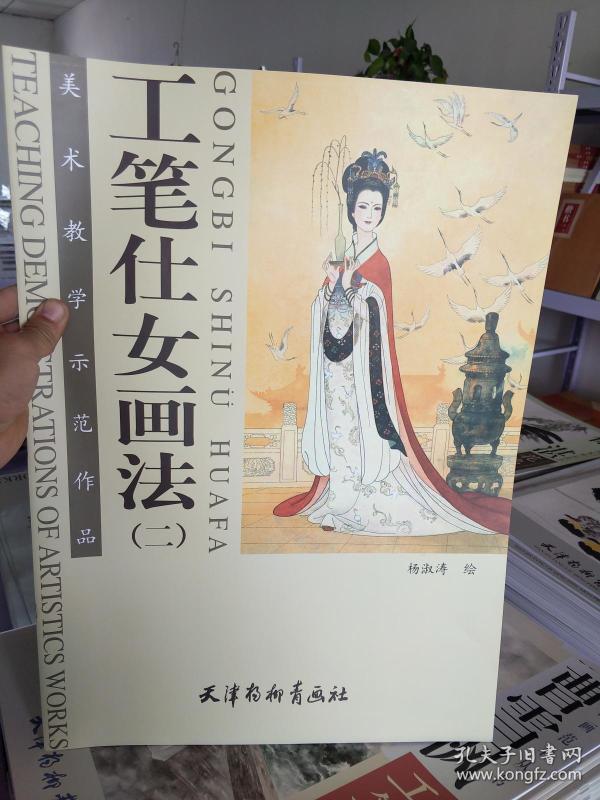 TEACHING DEMONSTRATIONS OF ARTISTICS WORKS
美术教学示范作品
工笔仕女画法
(二)
GONGBI SHINÜ HUAFA
杨淑涛 绘
天津杨柳青画社
孔夫子旧书网
www.kongfz.com